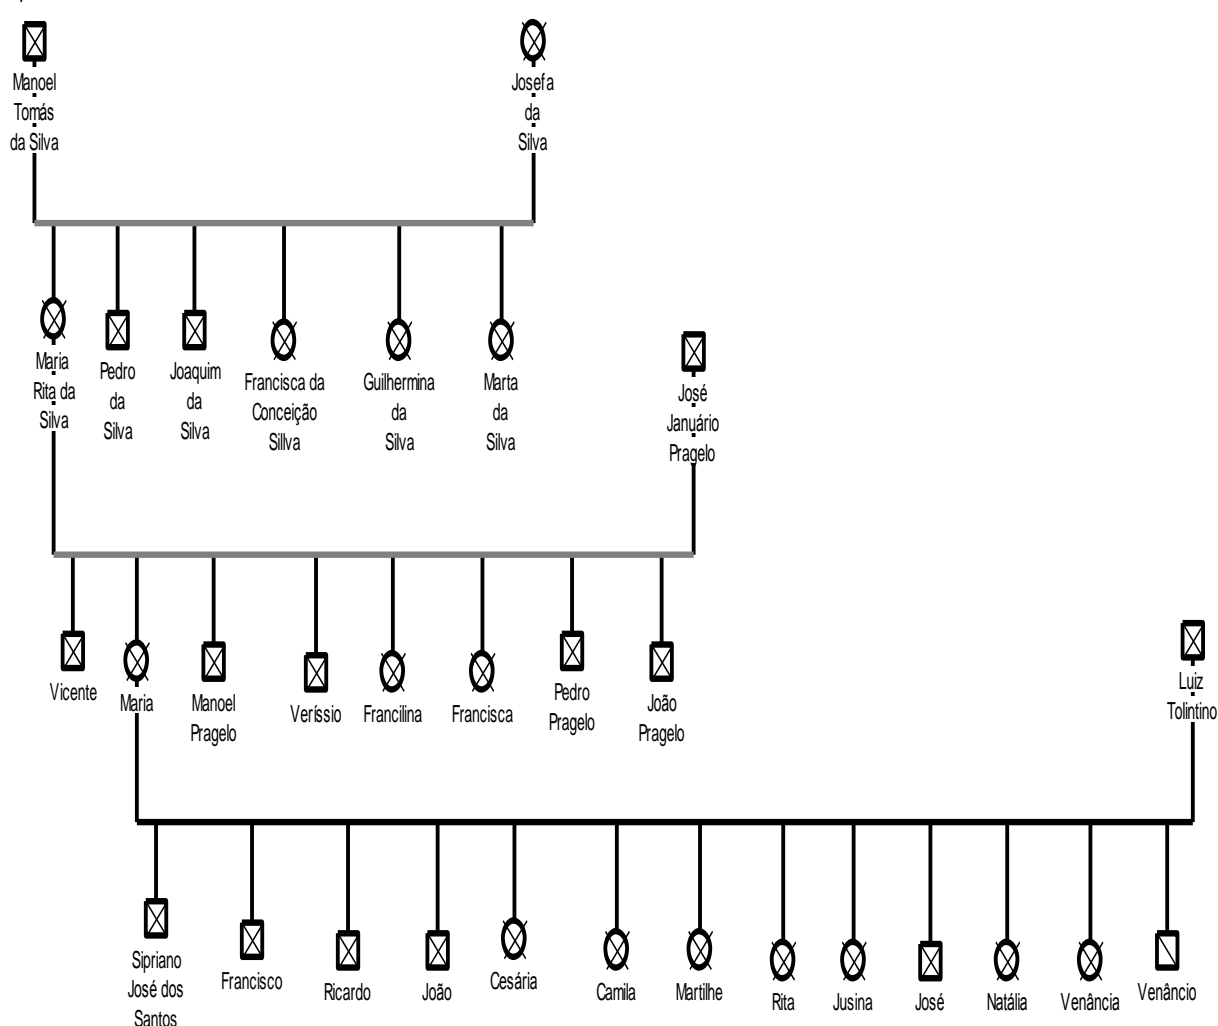 Manoel
Tomás
da Silva
Josefa
da
Silva
Maria
Rita da
Silva
Pedro
da
Silva
Joaquim
da
Silva
Francisca da
Conceição
Sillva
Guilhermina
da
Silva
Marta
da
Silva
José
Januário
Pragelo
Vicente
Maria
Manoel
Pragelo
Veríssio
Francilina
Francisca
Pedro
Pragelo
João
Pragelo
Luiz
Tolintino
Sipriano
José dos
Santos
Francisco
Ricardo
João
Cesária
Camila
Martilhe
Rita
Jusina
José
Natália
Venância
Venâncio